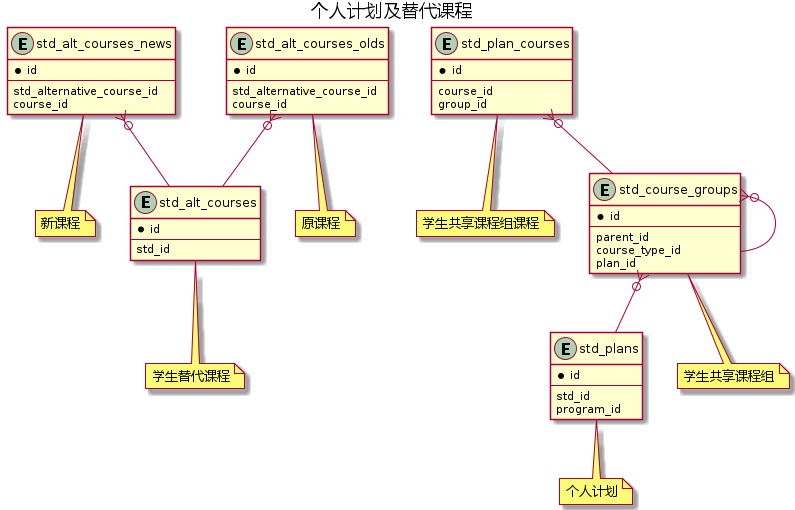 个人计划及替代课程
E std_alt_courses_news
id
std_alternative_course_id
course_id
E std_alt_courses_olds
id
std_alternative_course_id
course_id
E std_plan_courses
id
course_id
group_id
新课程
E std_alt_courses
id
std_id
原课程
学生共享课程组课程
E std_course_groups
id
parent_id
course_type_id
plan_id
学生替代课程
E std_plans
id
std_id
program_id
学生共享课程组
个人计划